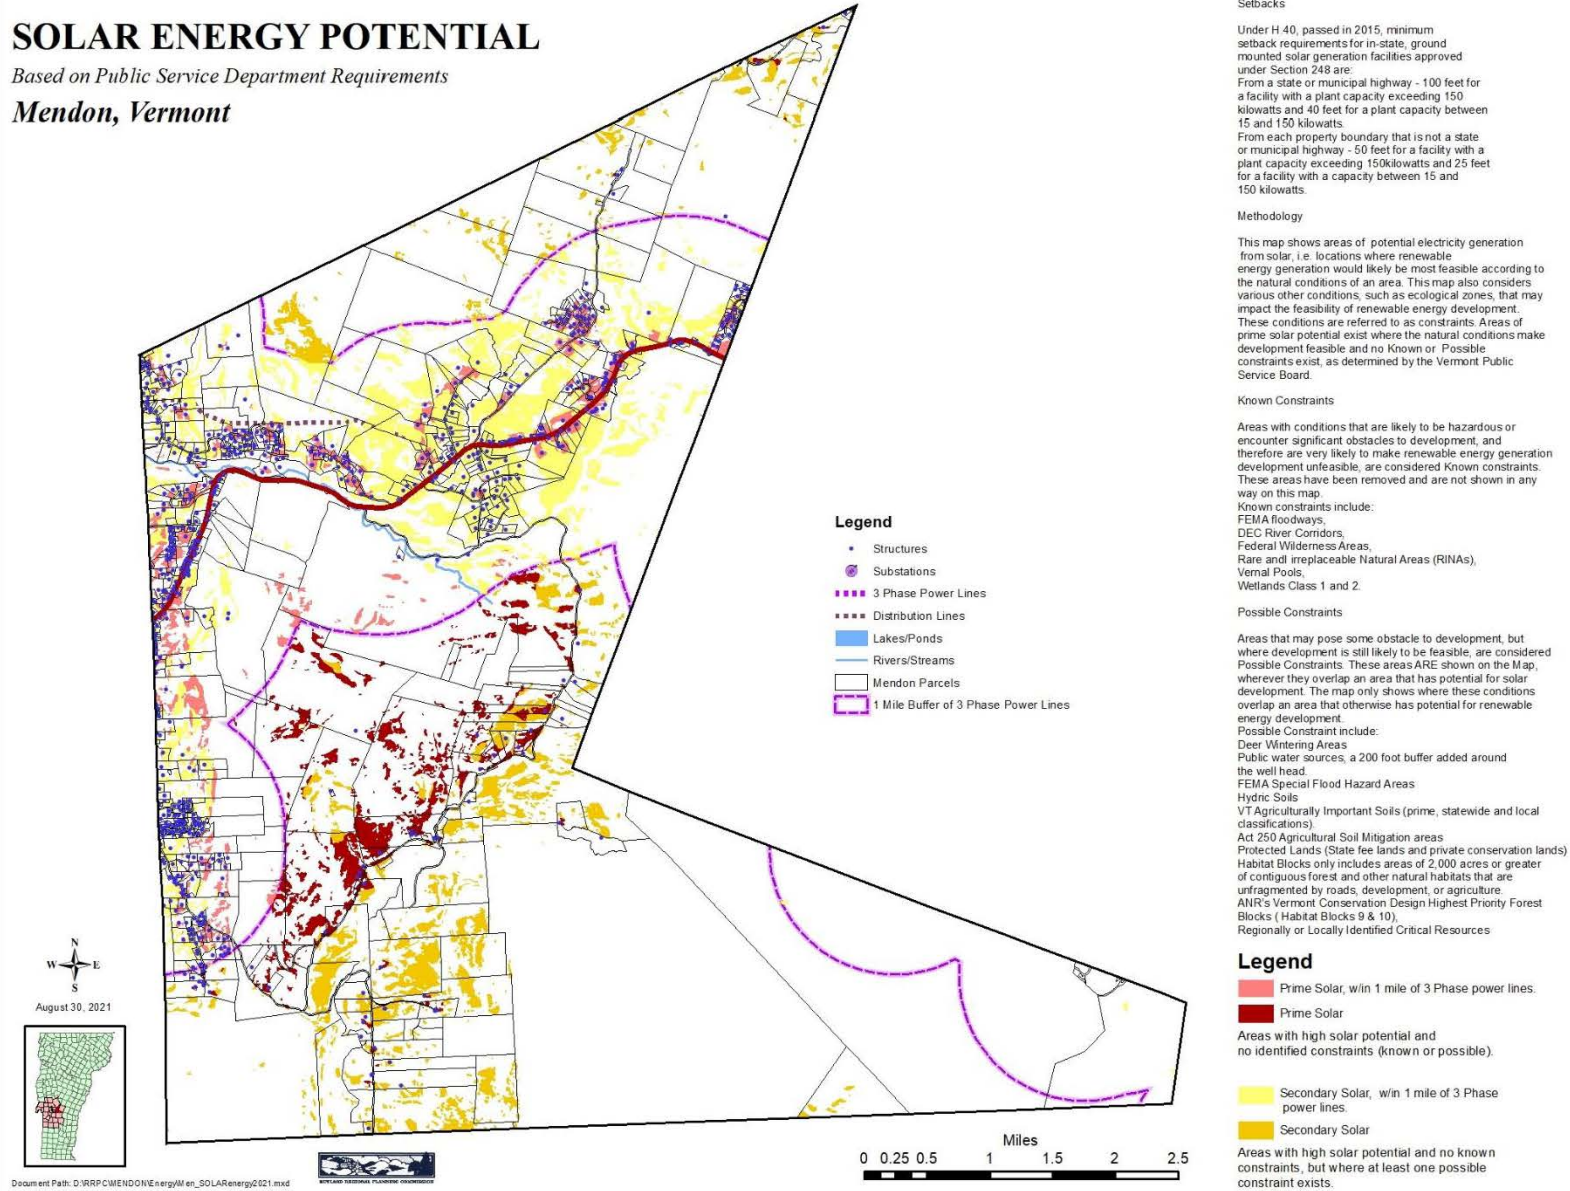 SOLAR ENERGY POTENTIAL
Based on Public Service Department Requirements
Mendon, Vermont
Setbacks
Under H.40, passed in 2015, minimum
setback requirements for in-state, ground
mounted solar generation facilities approved
under Section 248 are:
From a state or municipal highway - 100 feet for
a facility with a plant capacity exceeding 150
kilowatts and 40 feet for a plant capacity between
15 and 150 kilowatts.
From each property boundary that is not a state
or municipal highway - 50 feet for a facility with a
plant capacity exceeding 150kilowatts and 25 feet
for a facility with a capacity between 15 and
150 kilowatts.
Methodology
This map shows areas of potential electricity generation
from solar, i.e. locations where renewable
energy generation would likely be most feasible according to
the natural conditions of an area. This map also considers
various other conditions, such as ecological zones, that may
impact the feasibility of renewable energy development.
These conditions are referred to as constraints. Areas of
prime solar potential exist where the natural conditions make
development feasible and no Known or Possible
constraints exist, as determined by the Vermont Public
Service Board.
Known Constraints
Areas with conditions that are likely to be hazardous or
encounter significant obstacles to development, and
therefore are very likely to make renewable energy generation
development unfeasible, are considered Known constraints.
These areas have been removed and are not shown in any
way on this map.
Known constraints include:
FEMA floodways,
DEC River Corridors,
Federal Wilderness Areas,
Rare andl irreplaceable Natural Areas (RINAs),
Vernal Pools,
Wetlands Class 1 and 2.
Possible Constraints
Areas that may pose some obstacle to development, but
where development is still likely to be feasible, are considered
Possible Constraints. These areas ARE shown on the Map,
wherever they overlap an area that has potential for solar
development. The map only shows where these conditions
overlap an area that otherwise has potential for renewable
energy development.
Possible Constraint include:
Deer Wintering Areas
Public water sources, a 200 foot buffer added around
the well head.
FEMA Special Flood Hazard Areas
Hydric Soils
VT Agriculturally Important Soils (prime, statewide and local
classifications).
Act 250 Agricultural Soil Mitigation areas
Protected Lands (State fee lands and private conservation lands)
Habitat Blocks only includes areas of 2,000 acres or greater
of contiguous forest and other natural habitats that are
unfragmented by roads, development, or agriculture.
ANR's Vermont Conservation Design Highest Priority Forest
Blocks ( Habitat Blocks 9 & 10),
Regionally or Locally Identified Critical Resources
Legend
Structures
Substations
3 Phase Power Lines
Distribution Lines
Lakes/Ponds
Rivers/Streams
Mendon Parcels
1 Mile Buffer of 3 Phase Power Lines
Legend
Prime Solar, w/in 1 mile of 3 Phase power lines.
Prime Solar
Areas with high solar potential and
no identified constraints (known or possible).
Secondary Solar, w/in 1 mile of 3 Phase
power lines.
Secondary Solar
Areas with high solar potential and no known
constraints, but where at least one possible
constraint exists.
N
W E
S
August 30, 2021
Miles
0 0.25 0.5 1 1.5 2 2.5
RUTLAND REGIONAL PLANNING COMMISSION
Document Path: D:\RRPC\MENDON\Energy\Men_SOLARenergy2021.mxd